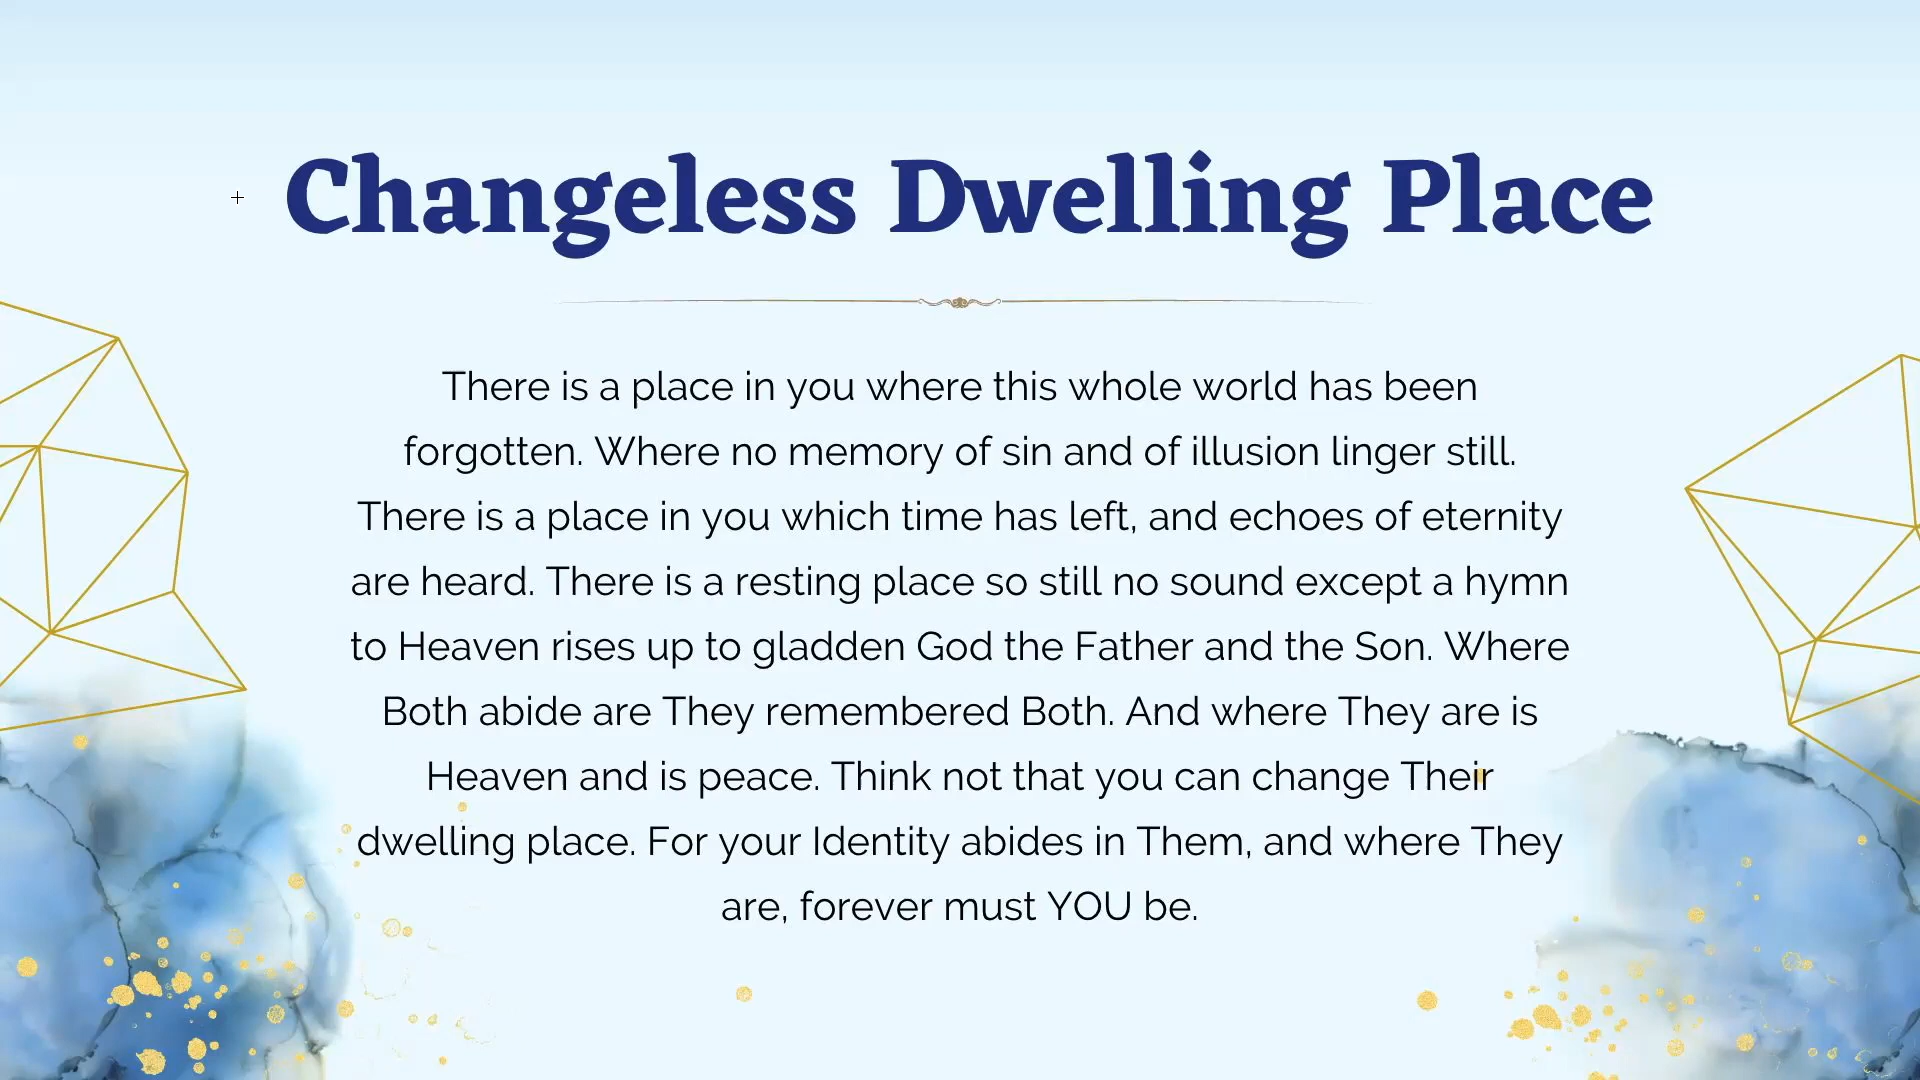 Changeless Dwelling Place
There is a place in you where this whole world has been
forgotten. Where no memory of sin and of illusion linger still.
There is a place in you which time has left, and echoes of eternity
are heard. There is a resting place so still no sound except a hymn
to Heaven rises up to gladden God the Father and the Son. Where
Both abide are They remembered Both. And where They are is
Heaven and is peace. Think not that you can change Their
dwelling place. For your Identity abides in Them, and where They
are, forever must YOU be.